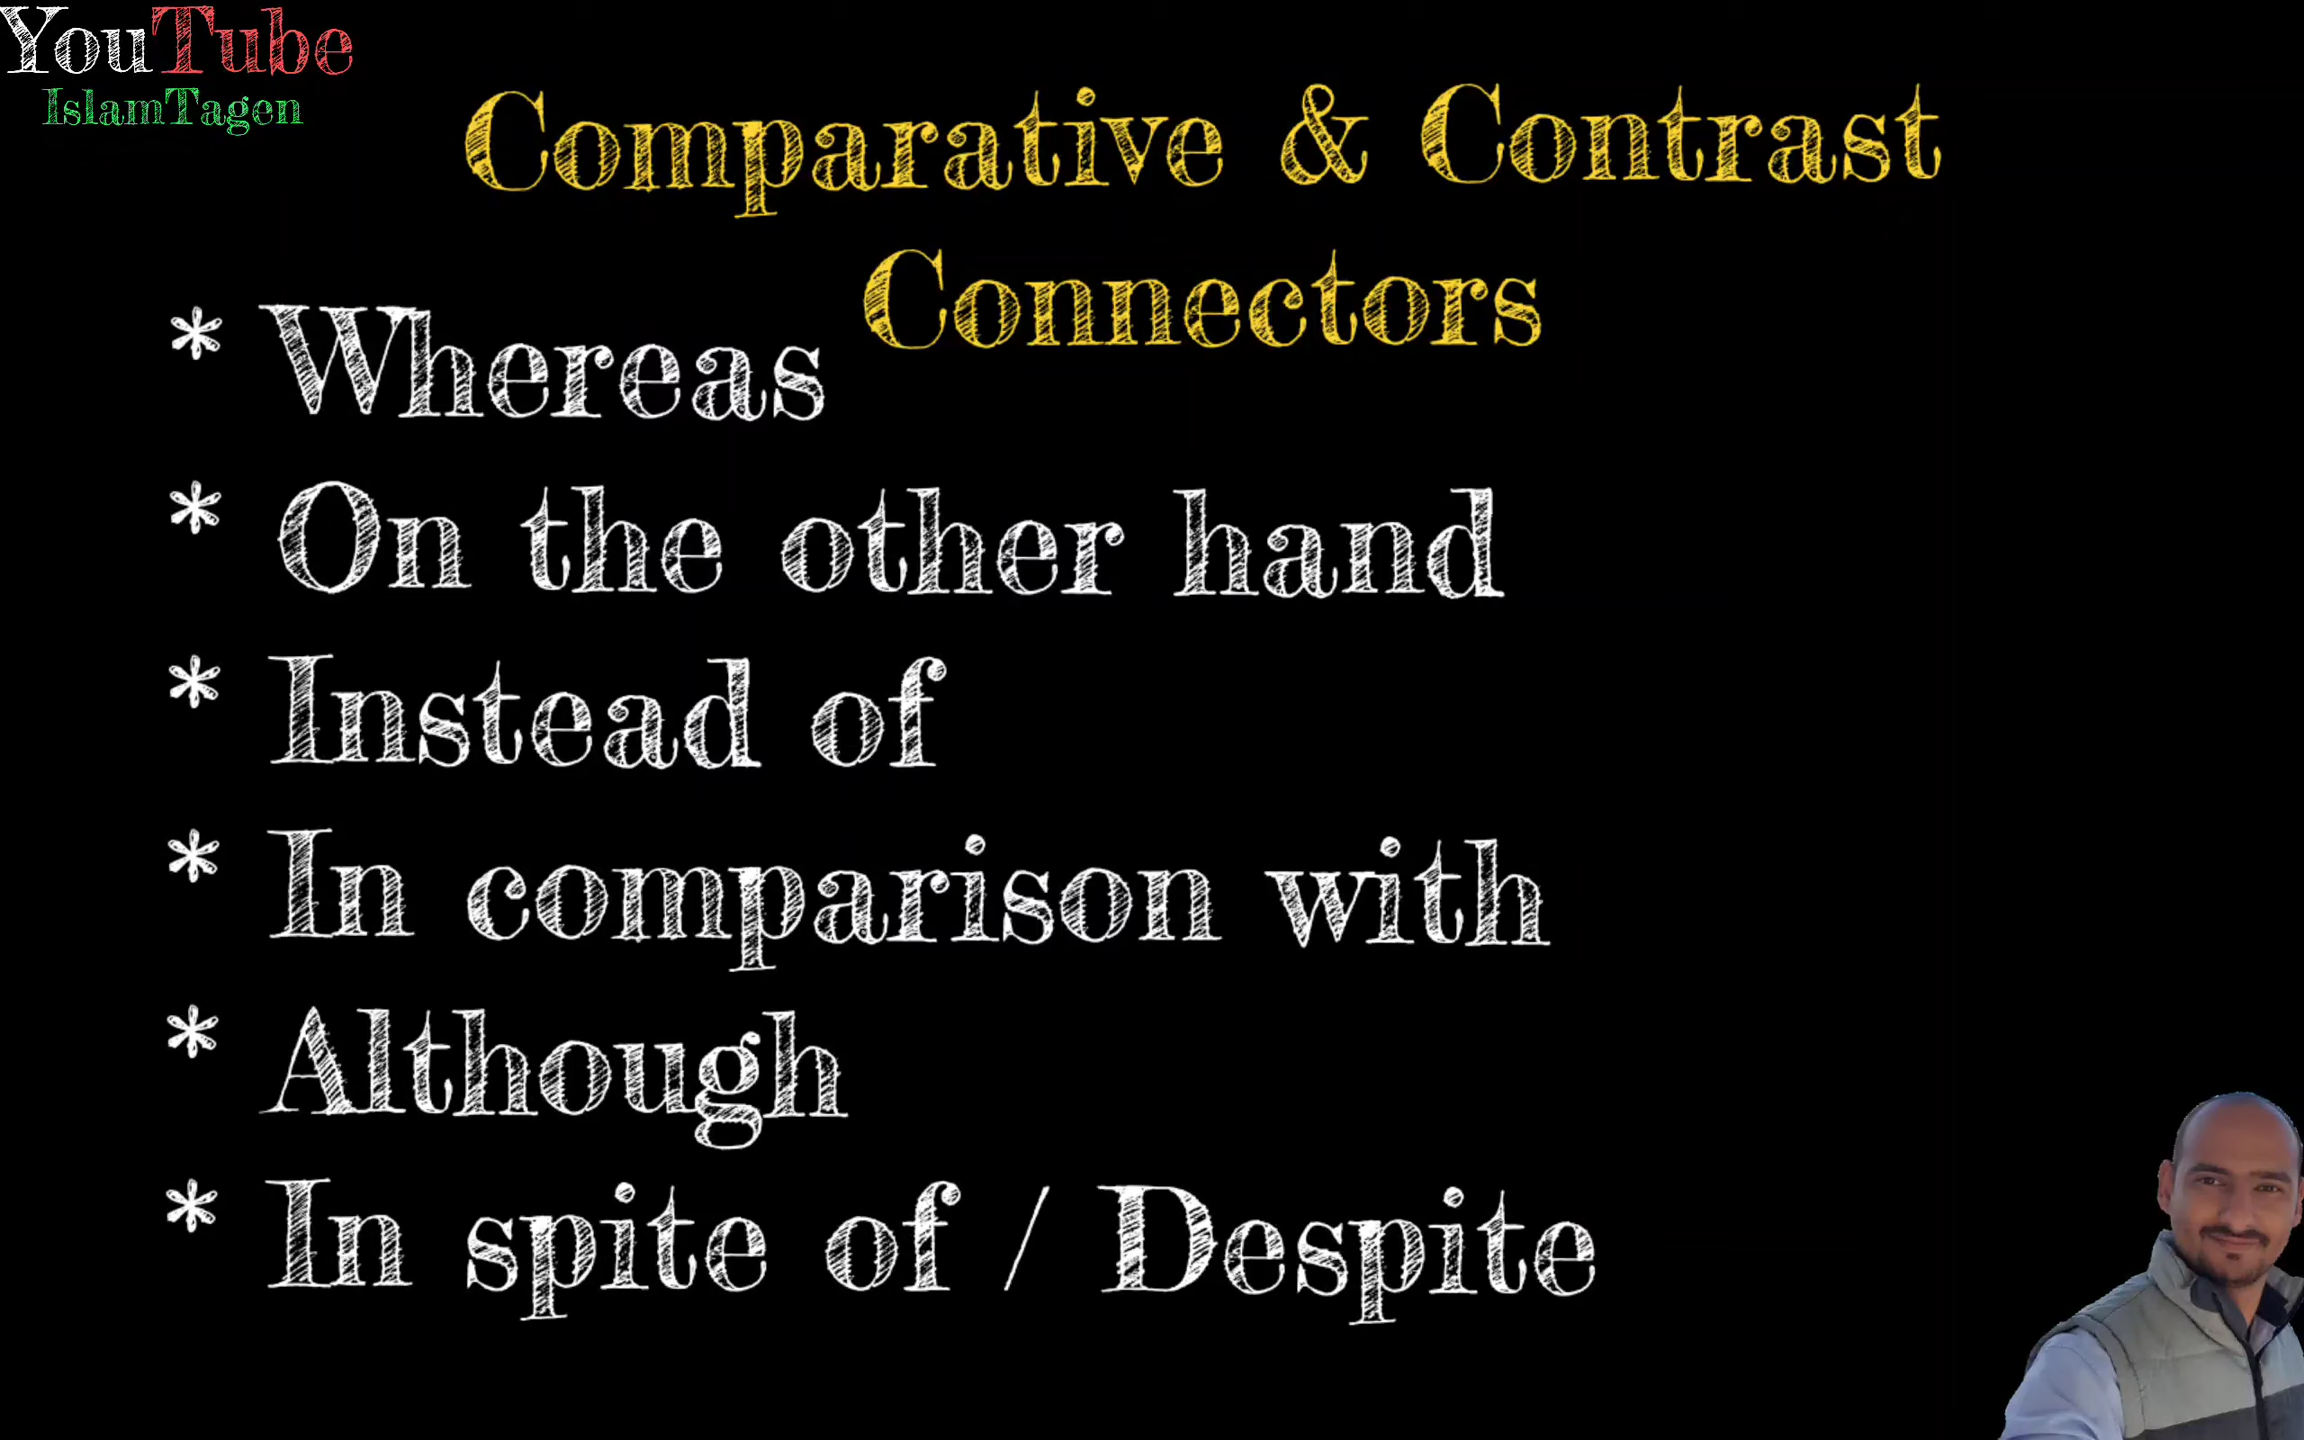 YouTube
IslamTagen
Comparative & Contrast
Connectors
* Whereas
* On the other hand
* Instead of
* In comparison with
* Although
* In spite of / Despite